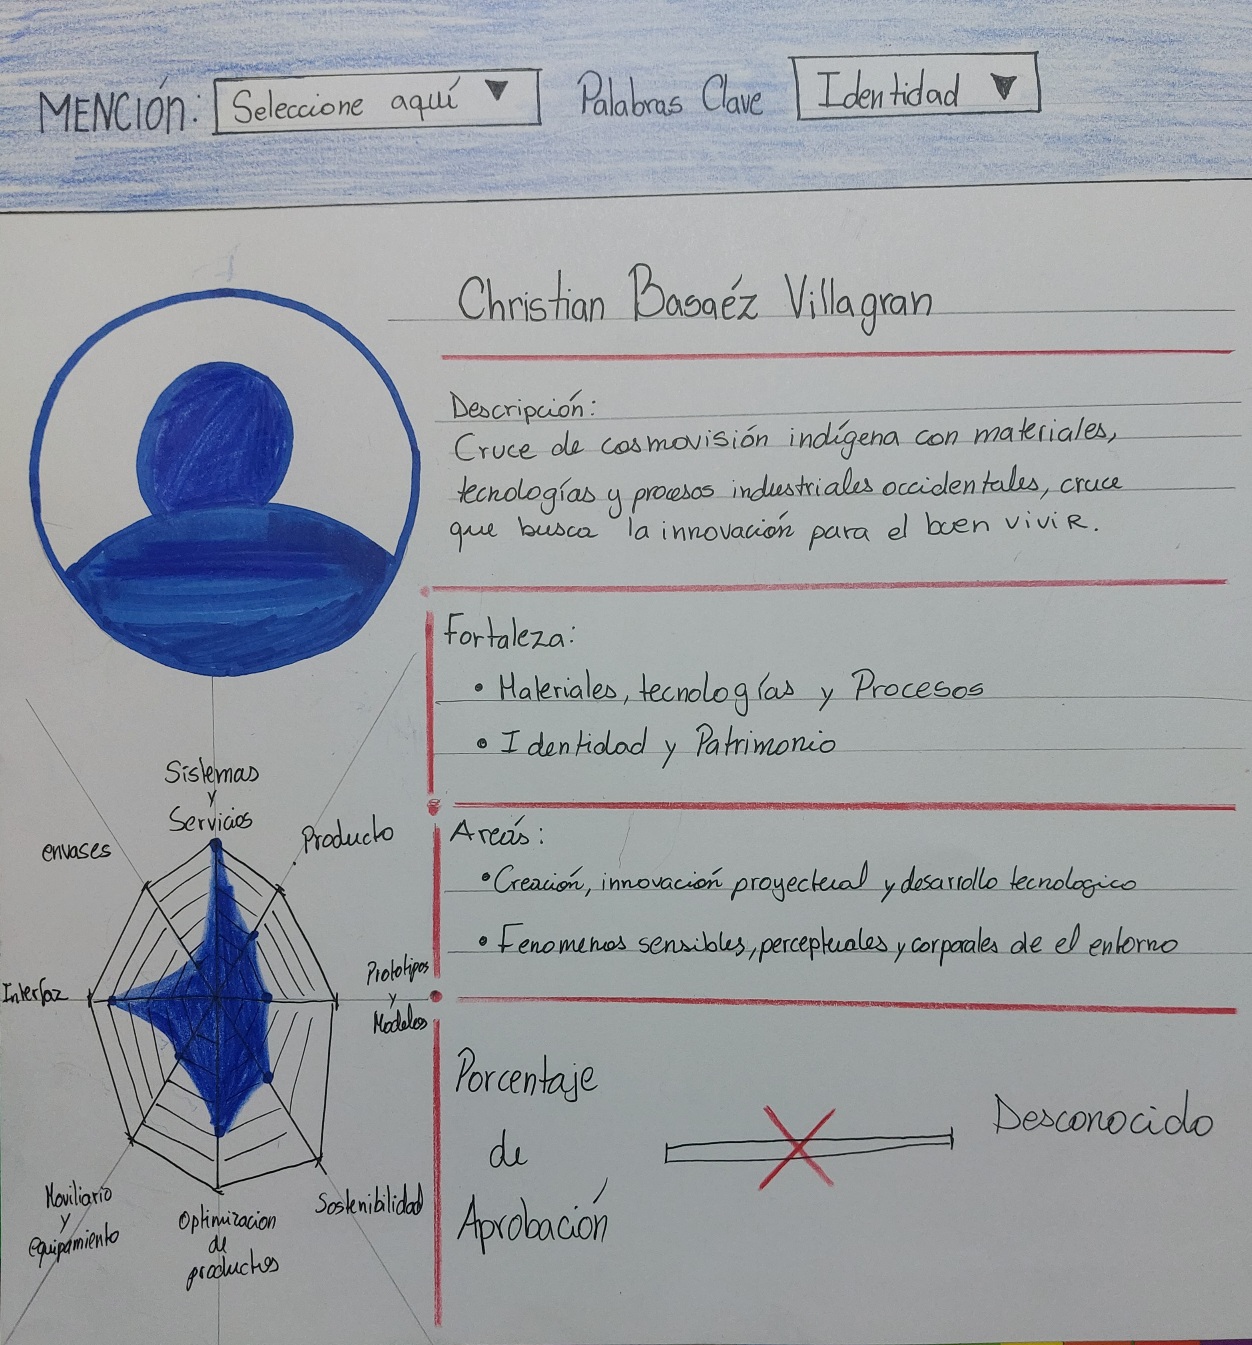 MENCIÓN: Seleccione aquí ▼ Palabras Clave Identidad ▼
Christian Basaéz Villagran
Descripción:
Cruce de cosmovisión indígena con materiales,
tecnologías y procesos industriales occidentales, cruce
que busca la innovación para el buen vivir.
Fortaleza:
• Materiales, tecnologías y Procesos
• Identidad y Patrimonio
Areás:
• Creación, innovación proyectual y desarrollo tecnologico
• Fenomenos sensibles, perceptuales y corporales de el entorno
Porcentaje
de
Aprobación
Desconocido
Sistemas
y
Servicios
Producto
envases
Interfaz
Prototipos
y
Modelos
Moviliario
y
equipamiento
Optimizacion
de
productos
Sostenibilidad